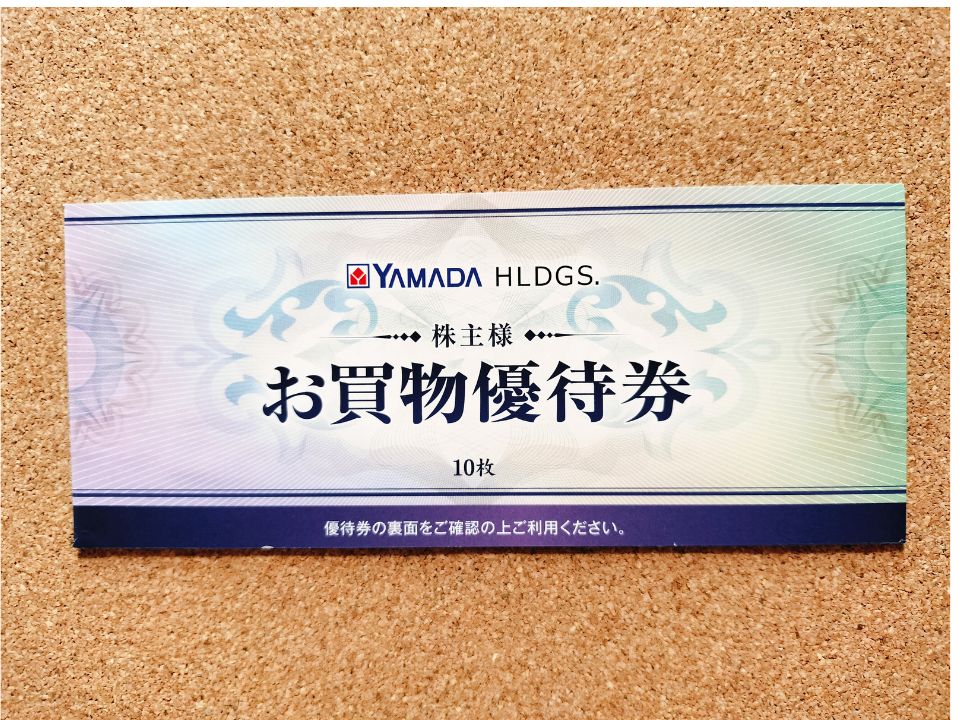 YAMADA HLDGS.
株主様
お買物優待券
10枚
優待券の裏面をご確認の上ご利用ください。